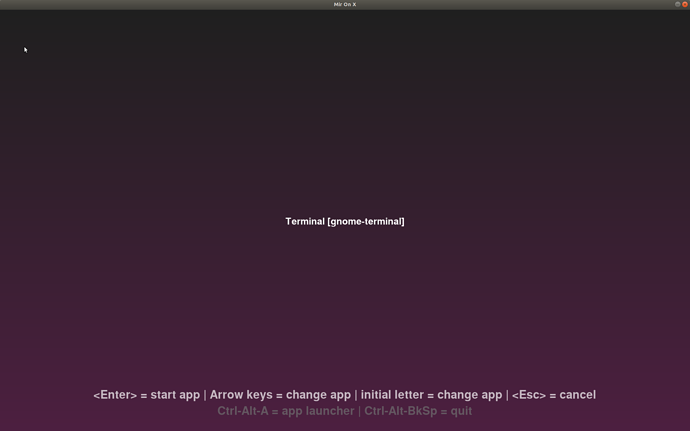 Mir On X
Terminal [gnome-terminal]
<Enter> = start app | Arrow keys = change app | initial letter = change app | <Esc> = cancel
Ctrl-Alt-A = app launcher | Ctrl-Alt-BkSp = quit